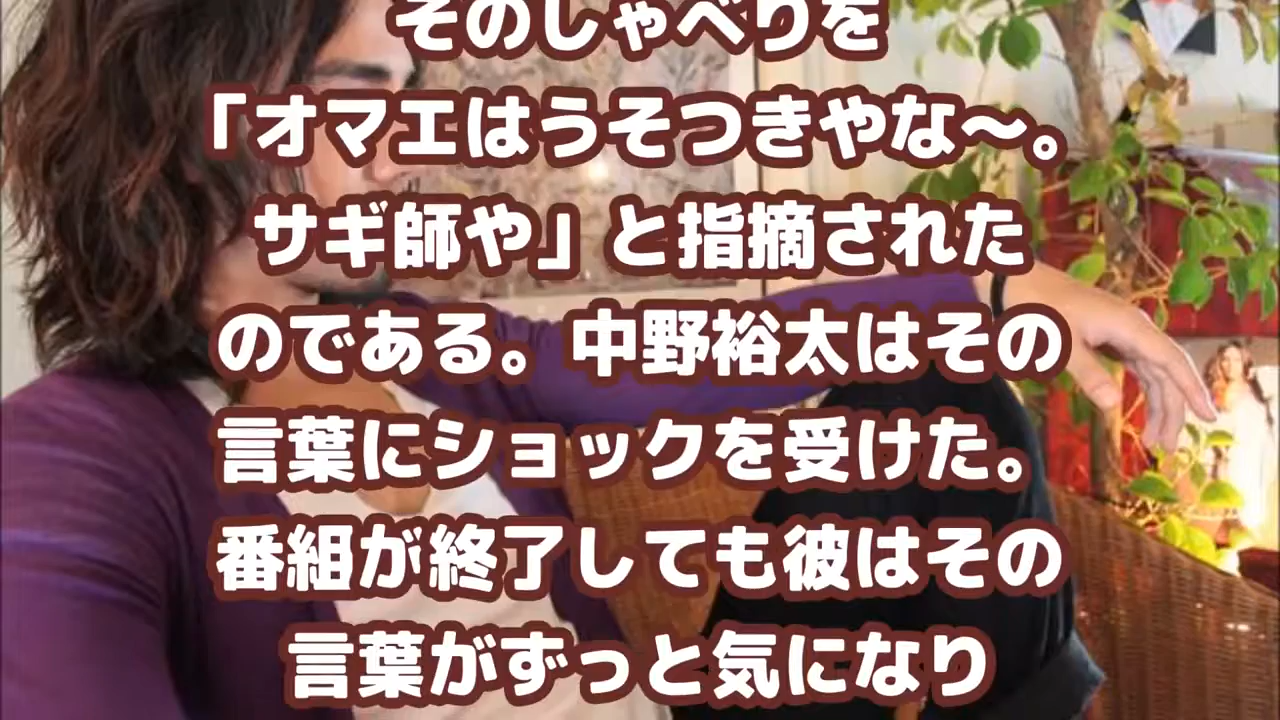 そのしゃべりを
「オマエはうそつきやな～。
サギ師や」と指摘された
のである。中野裕太はその
言葉にショックを受けた。
番組が終了しても彼はその
言葉がずっと気になり